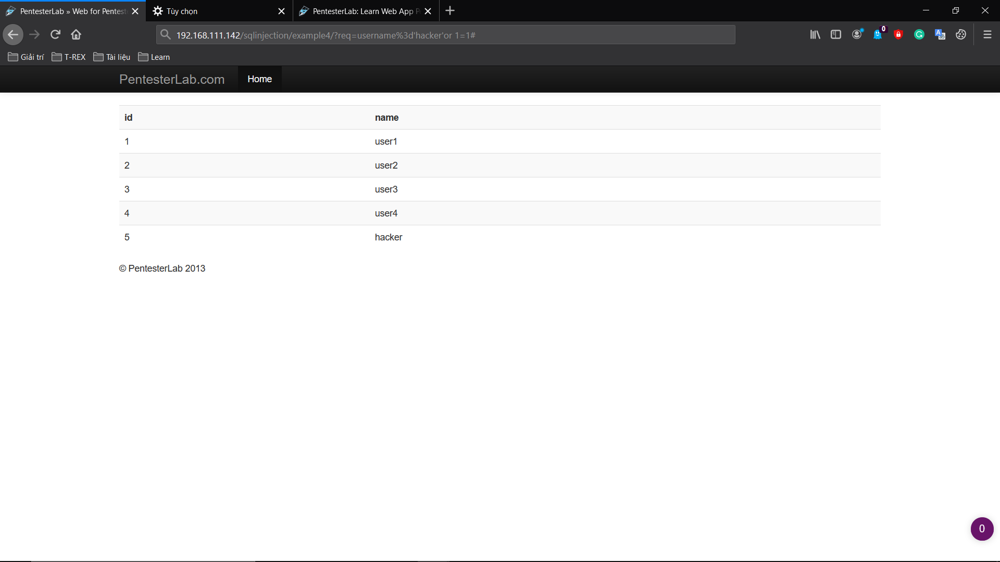 PentesterLab » Web for Penteste
Tùy chọn
PentesterLab: Learn Web App P
192.168.111.142/sqlinjection/example4/?req=username%3d'hacker'or 1=1#
0
Giải trí
T-REX
Tài liệu
Learn
PentesterLab.com
Home
id name
1 user1
2 user2
3 user3
4 user4
5 hacker
© PentesterLab 2013
0